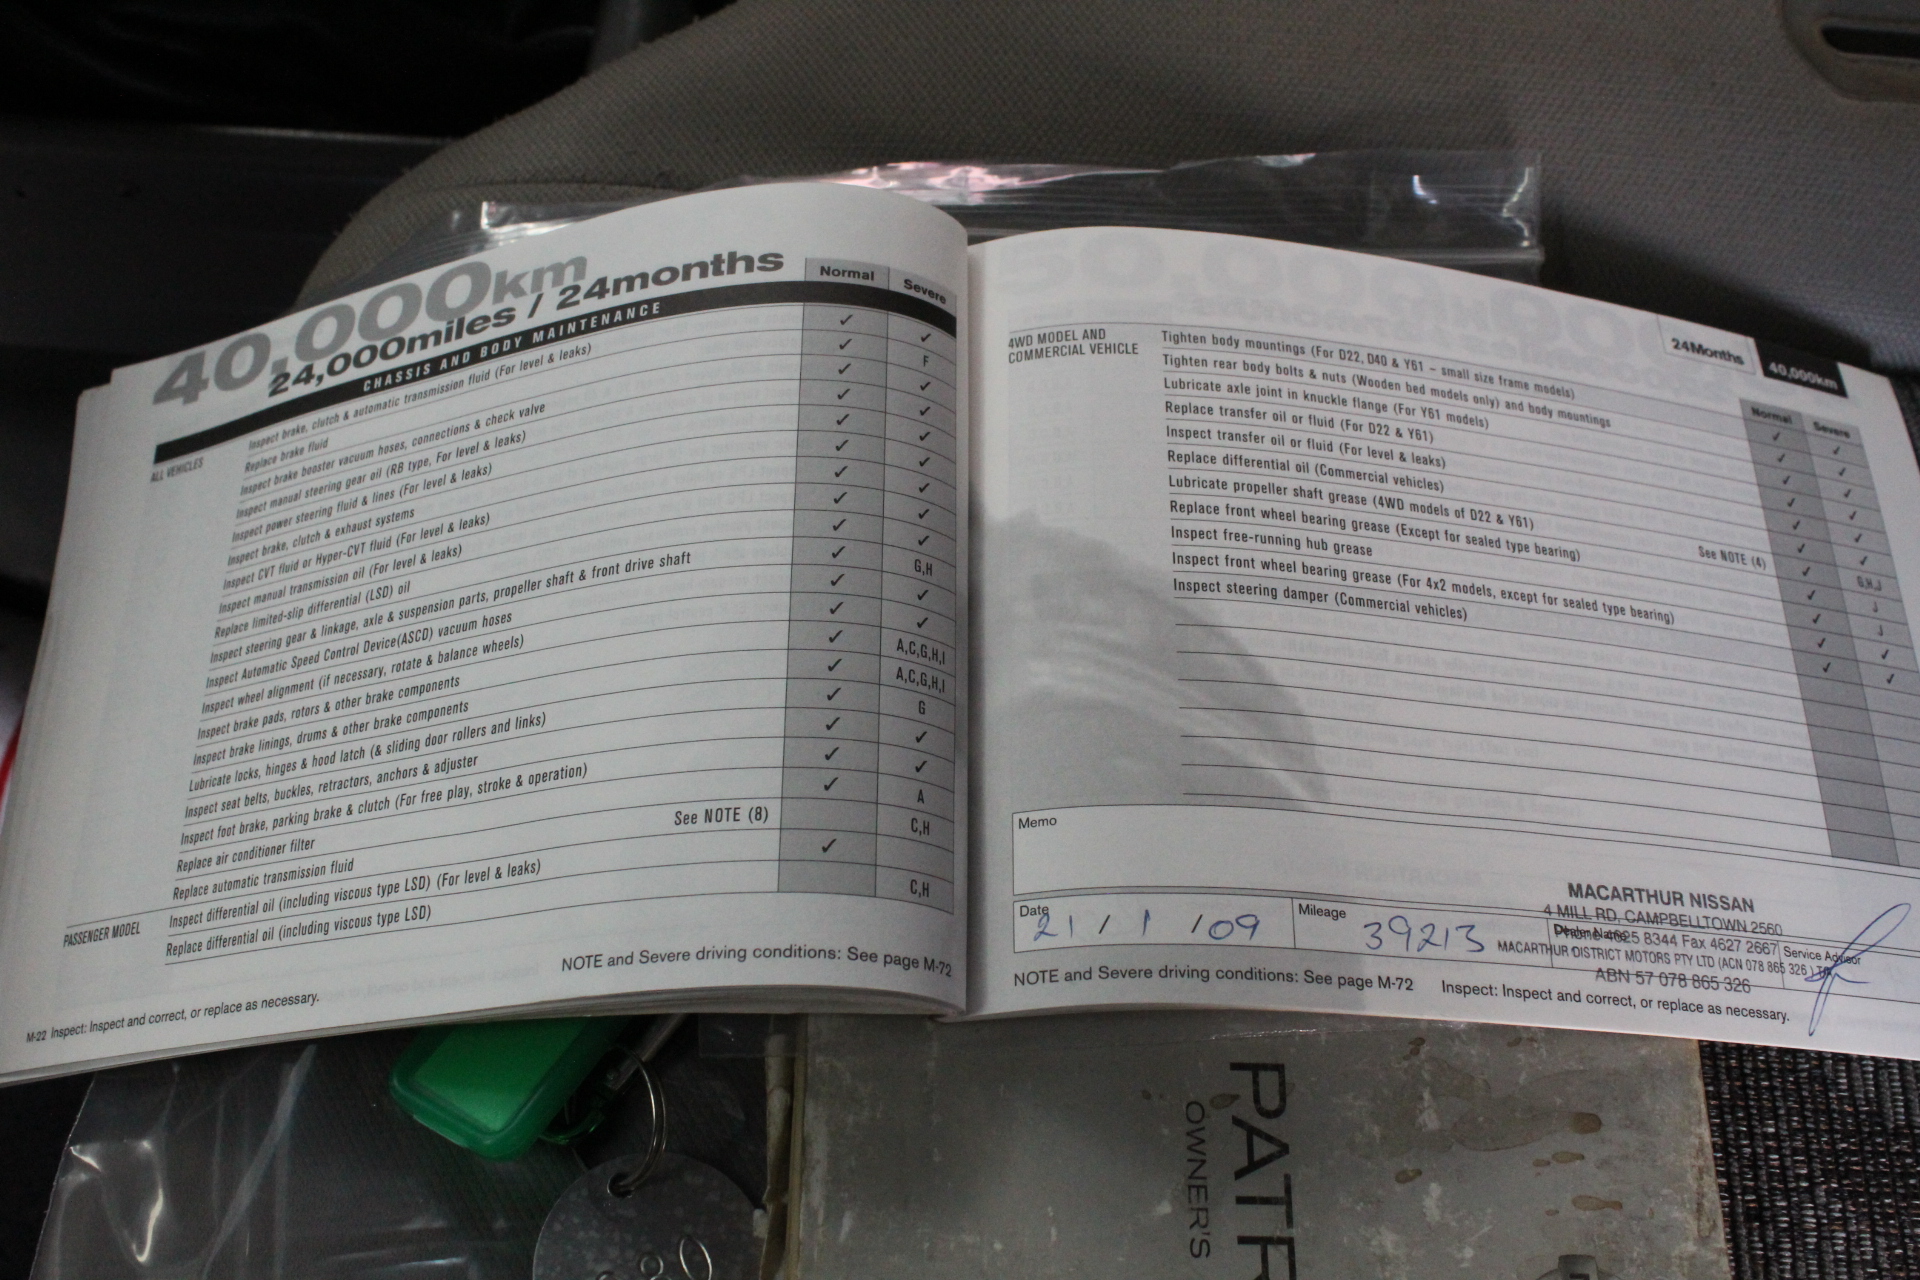 40,000km
24,000miles / 24months
Normal Severe
CHASSIS AND BODY MAINTENANCE
ALL VEHICLES
Inspect brake, clutch & automatic transmission fluid (For level & leaks) ✓ ✓
Replace brake fluid ✓ F
Inspect brake booster vacuum hoses, connections & check valve ✓ ✓
Inspect manual steering gear oil (RB type, For level & leaks) ✓ ✓
Inspect power steering fluid & lines (For level & leaks) ✓ ✓
Inspect brake, clutch & exhaust systems ✓ ✓
Inspect CVT fluid or Hyper-CVT fluid (For level & leaks) ✓ ✓
Inspect manual transmission oil (For level & leaks) ✓ ✓
Replace limited-slip differential (LSD) oil ✓ ✓
Inspect steering gear & linkage, axle & suspension parts, propeller shaft & front drive shaft ✓ G,H
Inspect Automatic Speed Control Device(ASCD) vacuum hoses ✓ ✓
Inspect wheel alignment (if necessary, rotate & balance wheels) ✓ ✓
Inspect brake pads, rotors & other brake components ✓ A,C,G,H,I
Inspect brake linings, drums & other brake components ✓ A,C,G,H,I
Lubricate locks, hinges & hood latch (& sliding door rollers and links) ✓ G
Inspect seat belts, buckles, retractors, anchors & adjuster ✓ ✓
Inspect foot brake, parking brake & clutch (For free play, stroke & operation) ✓ ✓
Replace air conditioner filter ✓ A
Replace automatic transmission fluid See NOTE (8) C,H
PASSENGER MODEL
Inspect differential oil (including viscous type LSD) (For level & leaks) ✓
Replace differential oil (including viscous type LSD) C,H
NOTE and Severe driving conditions: See page M-72
M-22 Inspect: Inspect and correct, or replace as necessary.
24Months 40,000km
Normal Severe
4WD MODEL AND
COMMERCIAL VEHICLE
Tighten body mountings (For D22, D40 & Y61 – small size frame models) ✓ ✓
Tighten rear body bolts & nuts (Wooden bed models only) and body mountings ✓ ✓
Lubricate axle joint in knuckle flange (For Y61 models) ✓ ✓
Replace transfer oil or fluid (For D22 & Y61) ✓ ✓
Inspect transfer oil or fluid (For level & leaks) ✓ ✓
Replace differential oil (Commercial vehicles) ✓ ✓
Lubricate propeller shaft grease (4WD models of D22 & Y61) See NOTE (4) ✓ G,H,J
Replace front wheel bearing grease (Except for sealed type bearing) ✓ J
Inspect free-running hub grease ✓ J
Inspect front wheel bearing grease (For 4x2 models, except for sealed type bearing) ✓ ✓
Inspect steering damper (Commercial vehicles) ✓ ✓
Memo
MACARTHUR NISSAN
4 MILL RD, CAMPBELLTOWN 2560
Phone 4625 8344 Fax 4627 2667
MACARTHUR DISTRICT MOTORS PTY LTD (ACN 078 865 326)
ABN 57 078 865 326
Date 21 / 1 / 09
Mileage 39213
Dealer Name
Service Advisor
NOTE and Severe driving conditions: See page M-72
Inspect: Inspect and correct, or replace as necessary.
PATR
OWNER'S